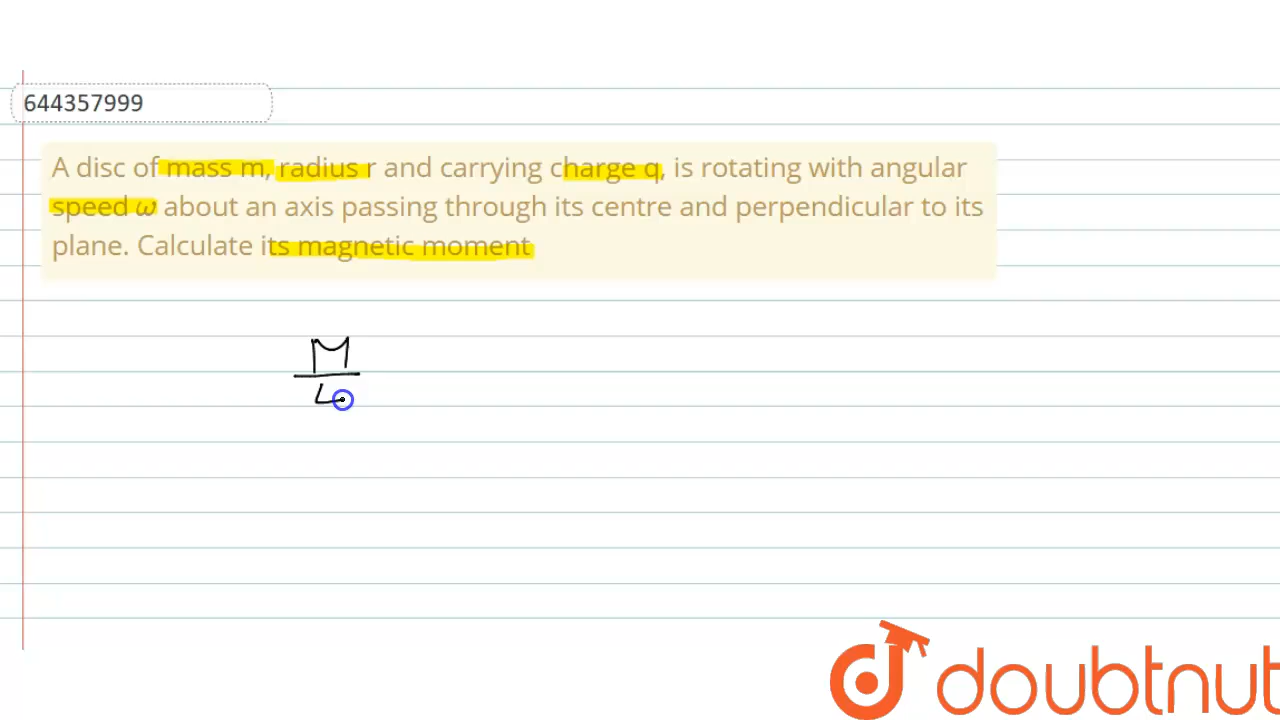 644357999
A disc of mass m, radius r and carrying charge q, is rotating with angular
speed ω about an axis passing through its centre and perpendicular to its
plane. Calculate its magnetic moment
M
L
doubtnut